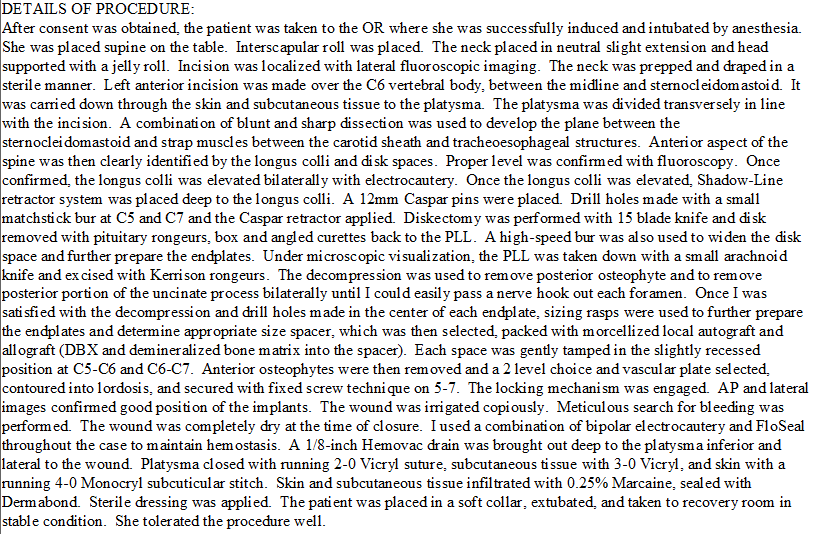 DETAILS OF PROCEDURE:
After consent was obtained, the patient was taken to the OR where she was successfully induced and intubated by anesthesia.
She was placed supine on the table.  Interscapular roll was placed.  The neck placed in neutral slight extension and head
supported with a jelly roll.  Incision was localized with lateral fluoroscopic imaging.  The neck was prepped and draped in a
sterile manner.  Left anterior incision was made over the C6 vertebral body, between the midline and sternocleidomastoid.  It
was carried down through the skin and subcutaneous tissue to the platysma.  The platysma was divided transversely in line
with the incision.  A combination of blunt and sharp dissection was used to develop the plane between the
sternocleidomastoid and strap muscles between the carotid sheath and tracheoesophageal structures.  Anterior aspect of the
spine was then clearly identified by the longus colli and disk spaces.  Proper level was confirmed with fluoroscopy.  Once
confirmed, the longus colli was elevated bilaterally with electrocautery.  Once the longus colli was elevated, Shadow-Line
retractor system was placed deep to the longus colli.  A 12mm Caspar pins were placed.  Drill holes made with a small
matchstick bur at C5 and C7 and the Caspar retractor applied.  Diskectomy was performed with 15 blade knife and disk
removed with pituitary rongeurs, box and angled curettes back to the PLL.  A high-speed bur was also used to widen the disk
space and further prepare the endplates.  Under microscopic visualization, the PLL was taken down with a small arachnoid
knife and excised with Kerrison rongeurs.  The decompression was used to remove posterior osteophyte and to remove
posterior portion of the uncinate process bilaterally until I could easily pass a nerve hook out each foramen.  Once I was
satisfied with the decompression and drill holes made in the center of each endplate, sizing rasps were used to further prepare
the endplates and determine appropriate size spacer, which was then selected, packed with morcellized local autograft and
allograft (DBX and demineralized bone matrix into the spacer).  Each space was gently tamped in the slightly recessed
position at C5-C6 and C6-C7.  Anterior osteophytes were then removed and a 2 level choice and vascular plate selected,
contoured into lordosis, and secured with fixed screw technique on 5-7.  The locking mechanism was engaged.  AP and lateral
images confirmed good position of the implants.  The wound was irrigated copiously.  Meticulous search for bleeding was
performed.  The wound was completely dry at the time of closure.  I used a combination of bipolar electrocautery and FloSeal
throughout the case to maintain hemostasis.  A 1/8-inch Hemovac drain was brought out deep to the platysma inferior and
lateral to the wound.  Platysma closed with running 2-0 Vicryl suture, subcutaneous tissue with 3-0 Vicryl, and skin with a
running 4-0 Monocryl subcuticular stitch.  Skin and subcutaneous tissue infiltrated with 0.25% Marcaine, sealed with
Dermabond.  Sterile dressing was applied.  The patient was placed in a soft collar, extubated, and taken to recovery room in
stable condition.  She tolerated the procedure well.